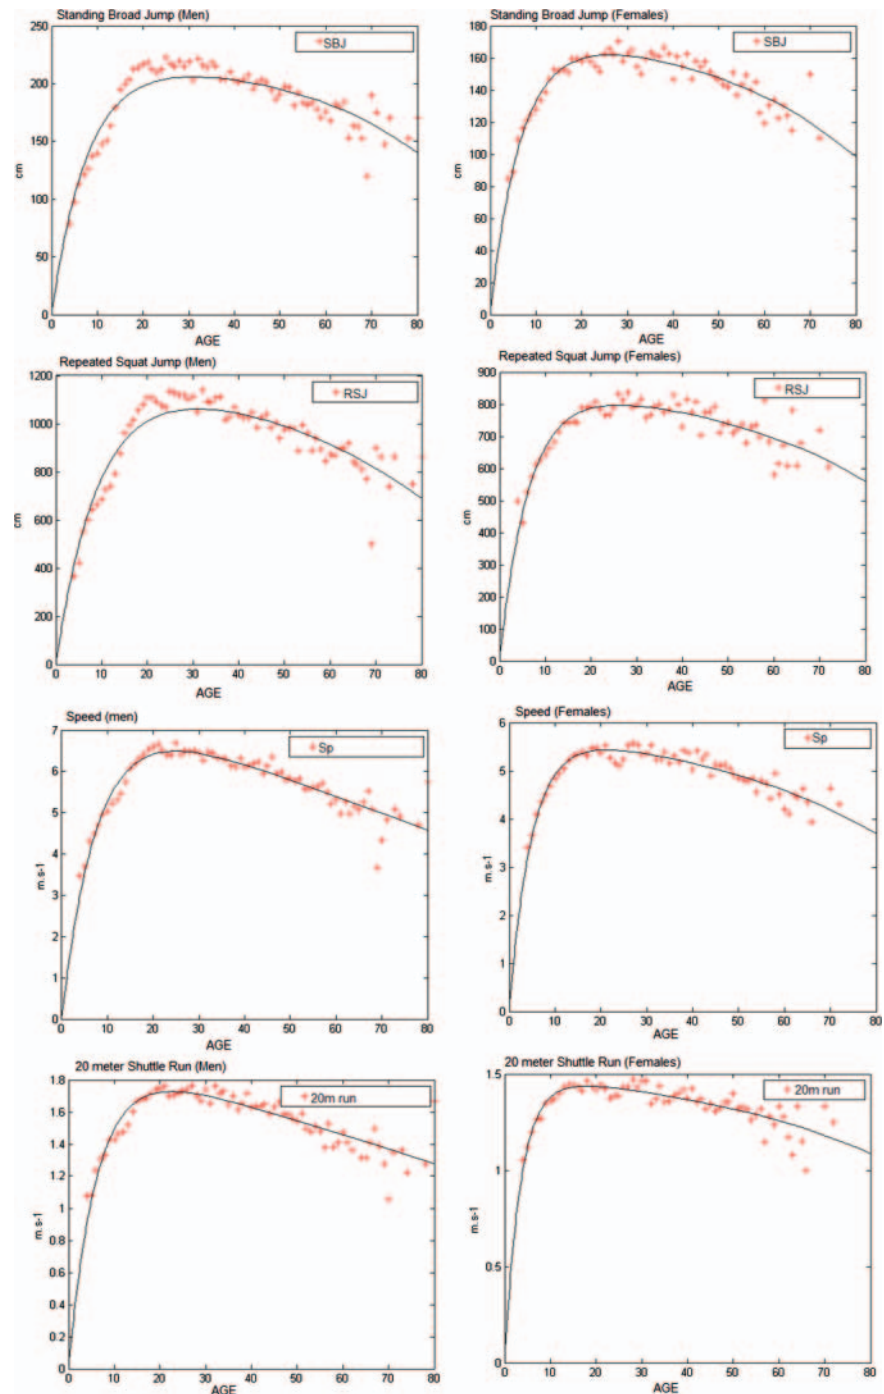 Standing Broad Jump (Men)
250
200
150
100
50
0
cm
SBJ
0 10 20 30 40 50 60 70 80
AGE
Standing Broad Jump (Females)
180
160
140
120
100
80
60
40
20
0
cm
SBJ
0 10 20 30 40 50 60 70 80
AGE
Repeated Squat Jump (Men)
1200
1000
800
600
400
200
0
cm
RSJ
0 10 20 30 40 50 60 70 80
AGE
Repeated Squat Jump (Females)
900
800
700
600
500
400
300
200
100
0
cm
RSJ
0 10 20 30 40 50 60 70 80
AGE
Speed (men)
7
6
5
4
3
2
1
0
m.s-1
Sp
0 10 20 30 40 50 60 70 80
AGE
Speed (Females)
6
5
4
3
2
1
0
m.s-1
Sp
0 10 20 30 40 50 60 70 80
AGE
20 meter Shuttle Run (Men)
1.8
1.6
1.4
1.2
1
0.8
0.6
0.4
0.2
0
m.s-1
20m run
0 10 20 30 40 50 60 70 80
AGE
20 meter Shuttle Run (Females)
1.5
1
0.5
0
m.s-1
20m run
0 10 20 30 40 50 60 70 80
AGE